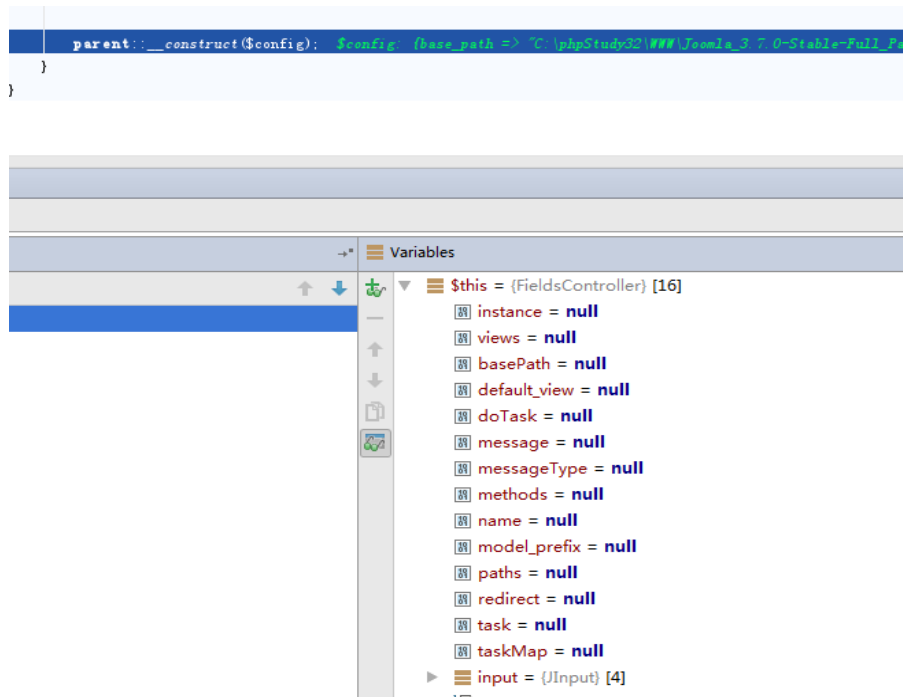 parent::__construct($config); $config: {base_path => "C:\phpStudy32\WWW\Joomla_3.7.0-Stable-Full_Pa
}
}
Variables
$this = {FieldsController} [16]
instance = null
views = null
basePath = null
default_view = null
doTask = null
message = null
messageType = null
methods = null
name = null
model_prefix = null
paths = null
redirect = null
task = null
taskMap = null
input = {JInput} [4]